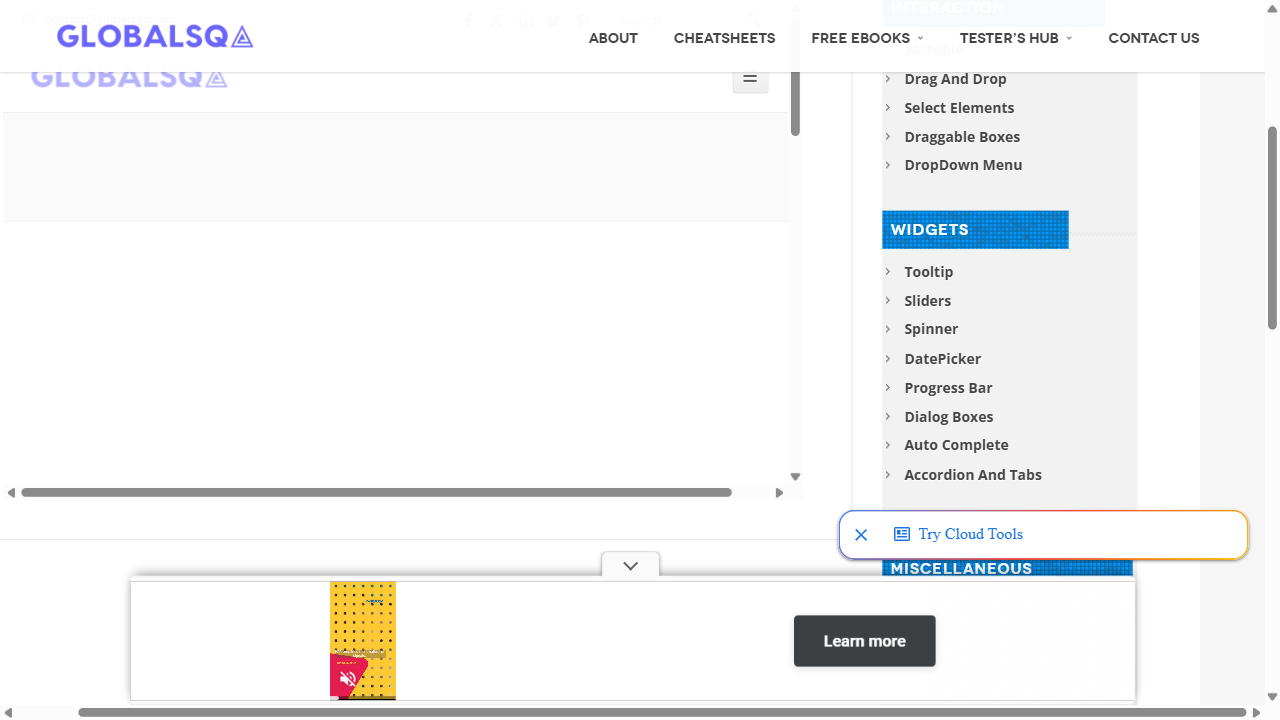 GLOBALSQA
ABOUT
CHEATSHEETS
FREE EBOOKS
TESTER'S HUB
CONTACT US
INTERACTION
Sortable
GLOBALSQA
Drag And Drop
Select Elements
Draggable Boxes
DropDown Menu
WIDGETS
Tooltip
Sliders
Spinner
DatePicker
Progress Bar
Dialog Boxes
Auto Complete
Accordion And Tabs
Try Cloud Tools
MISCELLANEOUS
Learn more